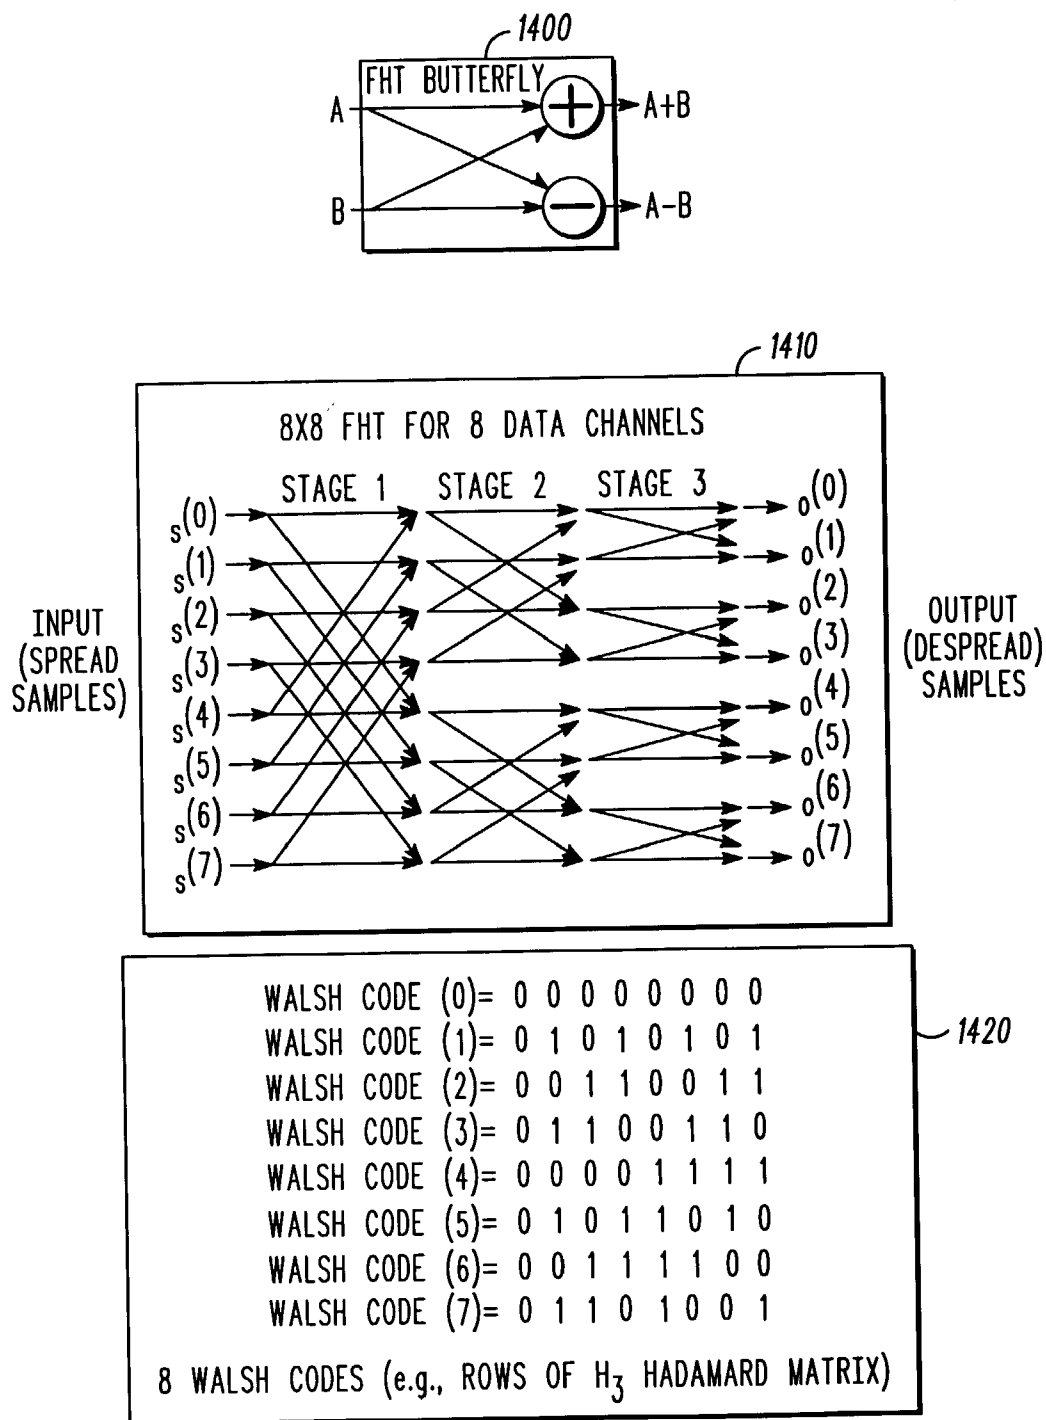 1400
FHT BUTTERFLY
A
A+B
B
A-B
1410
8X8 FHT FOR 8 DATA CHANNELS
STAGE 1 STAGE 2 STAGE 3
s(0) o(0)
s(1) o(1)
s(2) o(2)
s(3) o(3)
s(4) o(4)
s(5) o(5)
s(6) o(6)
s(7) o(7)
INPUT
(SPREAD
SAMPLES)
OUTPUT
(DESPREAD)
SAMPLES
WALSH CODE (0)= 0 0 0 0 0 0 0 0
WALSH CODE (1)= 0 1 0 1 0 1 0 1
1420
WALSH CODE (2)= 0 0 1 1 0 0 1 1
WALSH CODE (3)= 0 1 1 0 0 1 1 0
WALSH CODE (4)= 0 0 0 0 1 1 1 1
WALSH CODE (5)= 0 1 0 1 1 0 1 0
WALSH CODE (6)= 0 0 1 1 1 1 0 0
WALSH CODE (7)= 0 1 1 0 1 0 0 1
8 WALSH CODES (e.g., ROWS OF H3 HADAMARD MATRIX)